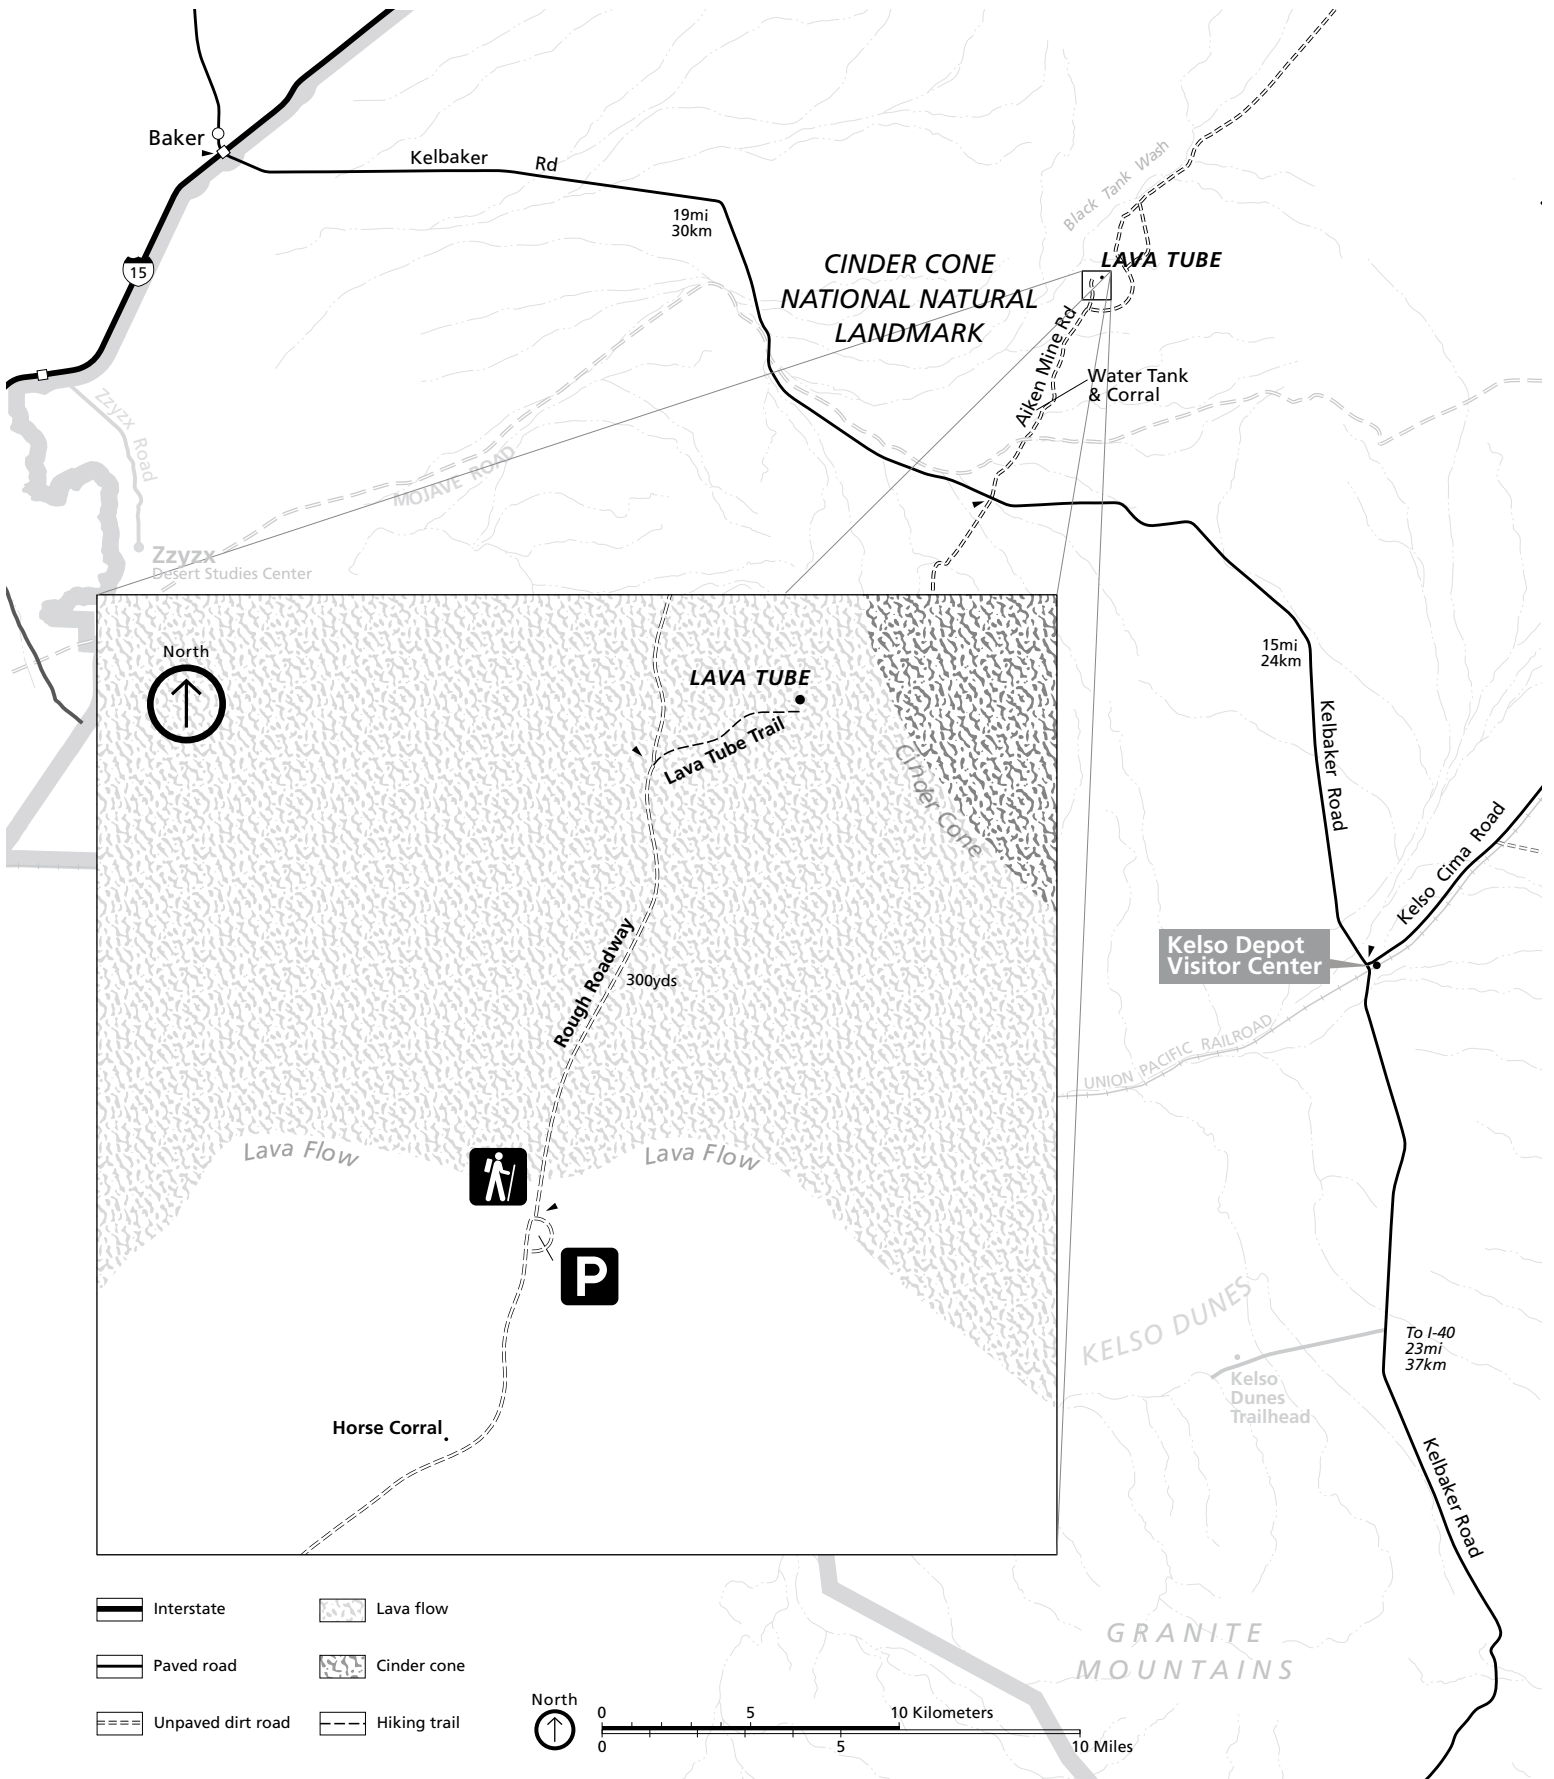 Baker
Kelbaker Rd
19mi
30km
15
CINDER CONE
NATIONAL NATURAL
LANDMARK
Black Tank Wash
LAVA TUBE
Aiken Mine Rd
Water Tank
& Corral
Zzyzx Road
MOJAVE ROAD
Zzyzx
Desert Studies Center
North
LAVA TUBE
Lava Tube Trail
Cinder Cone
Rough Roadway
300yds
Lava Flow
Lava Flow
P
Horse Corral
15mi
24km
Kelbaker Road
Kelso Cima Road
Kelso Depot
Visitor Center
UNION PACIFIC RAILROAD
KELSO DUNES
Kelso
Dunes
Trailhead
To I-40
23mi
37km
Kelbaker Road
GRANITE
MOUNTAINS
Interstate
Paved road
Unpaved dirt road
Lava flow
Cinder cone
Hiking trail
North
0 5 10 Kilometers
0 5 10 Miles